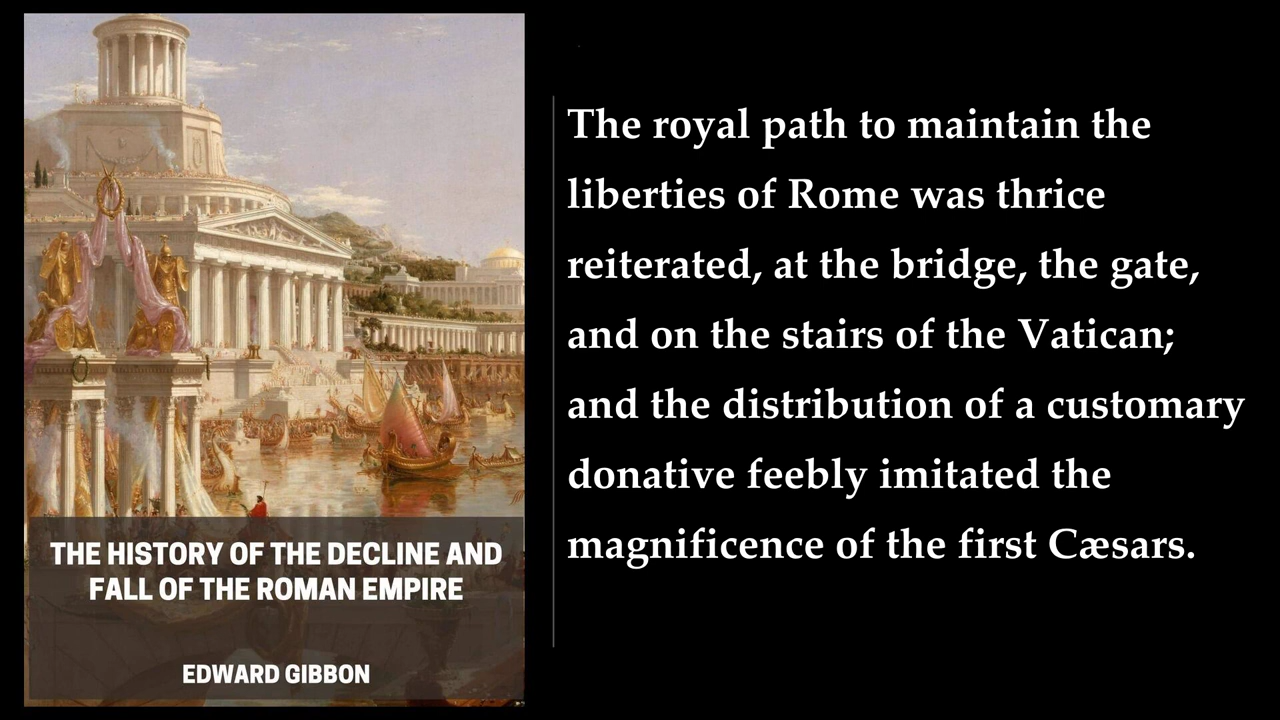 THE HISTORY OF THE DECLINE AND
FALL OF THE ROMAN EMPIRE
EDWARD GIBBON
The royal path to maintain the
liberties of Rome was thrice
reiterated, at the bridge, the gate,
and on the stairs of the Vatican;
and the distribution of a customary
donative feebly imitated the
magnificence of the first Cæsars.